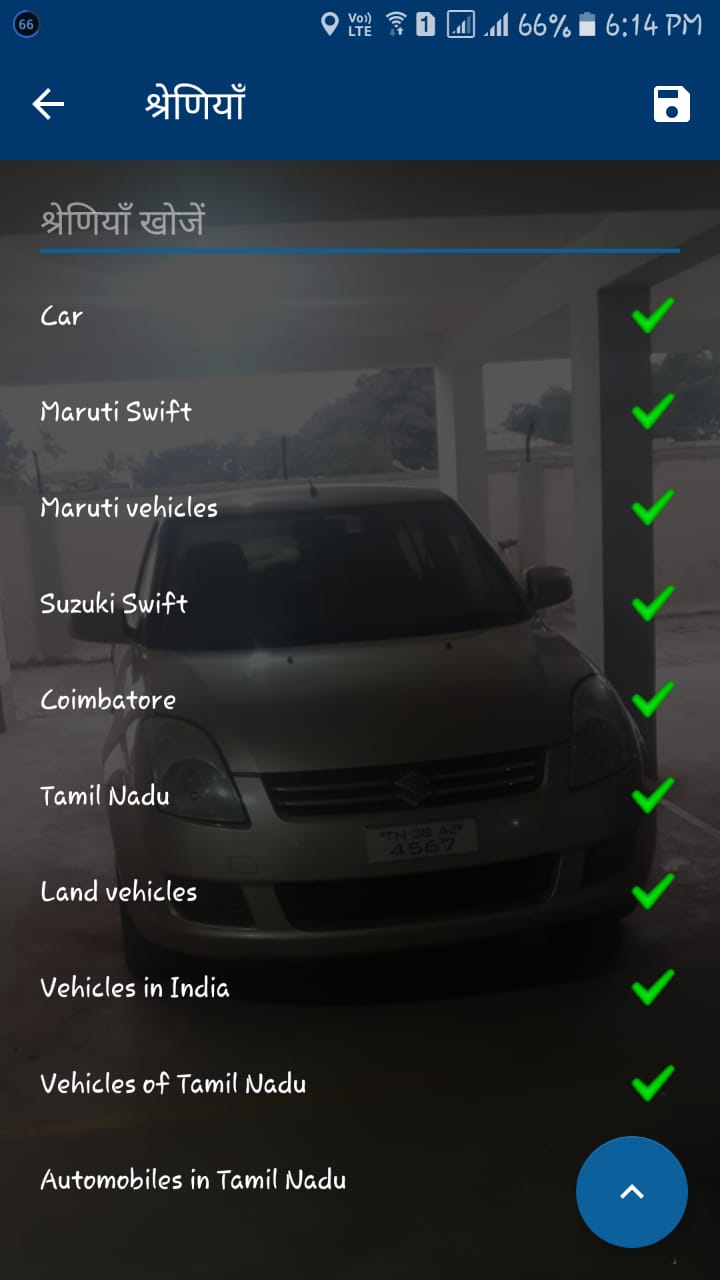 66
Vo))
LTE
1
66%
6:14 PM
श्रेणियाँ
श्रेणियाँ खोजें
Car
Maruti Swift
Maruti vehicles
Suzuki Swift
Coimbatore
Tamil Nadu
TN 38 AZ
4567
Land vehicles
Vehicles in India
Vehicles of Tamil Nadu
Automobiles in Tamil Nadu